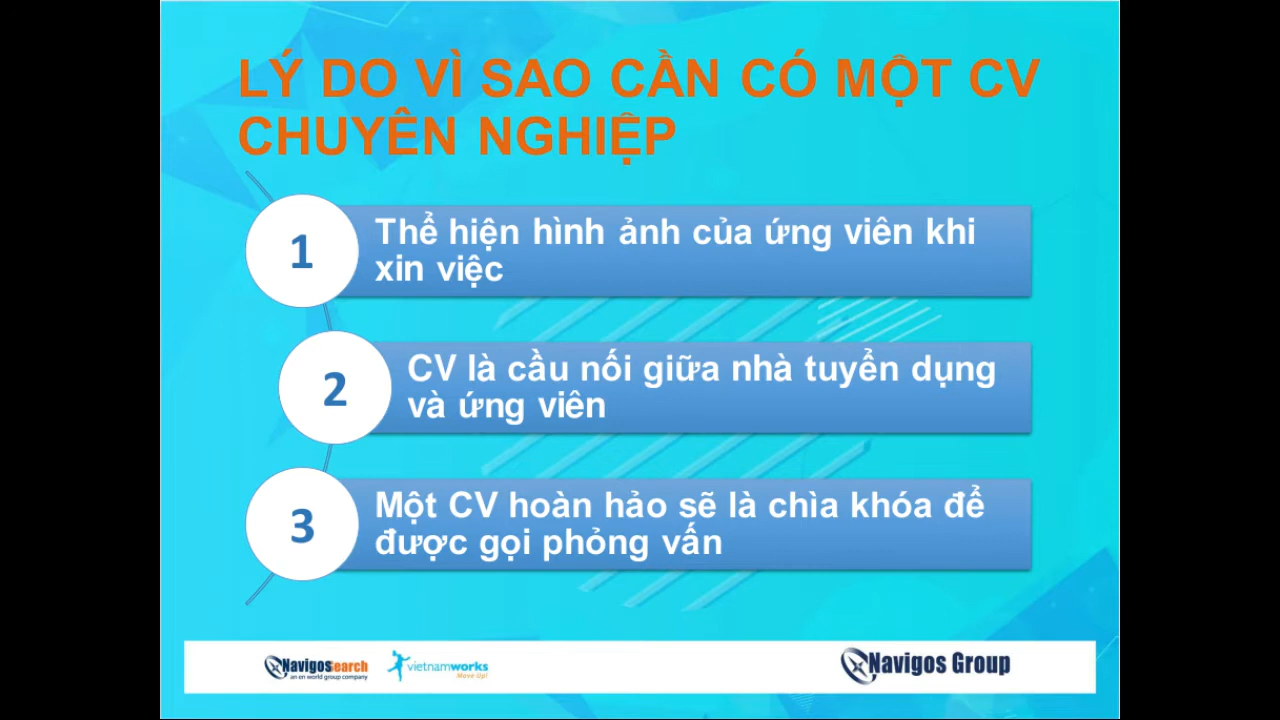 LÝ DO VÌ SAO CẦN CÓ MỘT CV
CHUYÊN NGHIỆP
1
Thể hiện hình ảnh của ứng viên khi
xin việc
2
CV là cầu nối giữa nhà tuyển dụng
và ứng viên
3
Một CV hoàn hảo sẽ là chìa khóa để
được gọi phỏng vấn
Navigos search
an en world group company
vietnamworks
Move Up!
Navigos Group